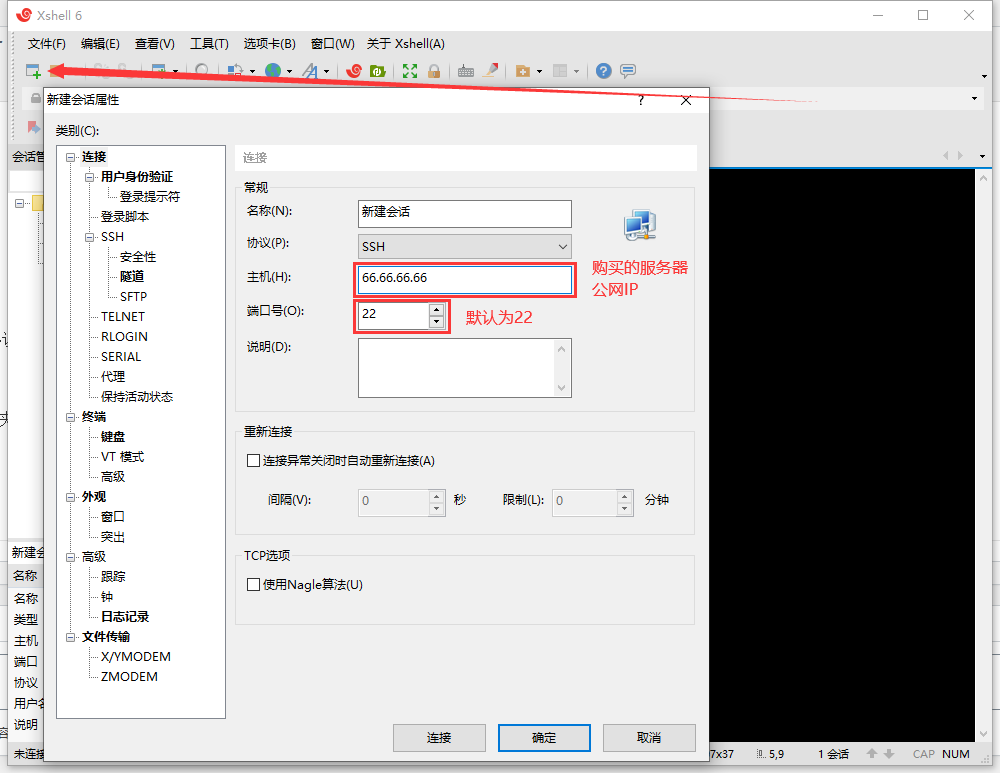 Xshell 6
文件(F) 编辑(E) 查看(V) 工具(T) 选项卡(B) 窗口(W) 关于 Xshell(A)
新建会话属性
? 
类别(C):
会话管
连接
用户身份验证
登录提示符
登录脚本
SSH
安全性
隧道
SFTP
TELNET
RLOGIN
SERIAL
代理
保持活动状态
终端
键盘
VT 模式
高级
外观
窗口
突出
高级
跟踪
钟
日志记录
文件传输
X/YMODEM
ZMODEM
连接
常规
名称(N): 新建会话
协议(P): SSH
主机(H): 66.66.66.66
购买的服务器
公网IP
端口号(O): 22 默认为22
说明(D):
重新连接
连接异常关闭时自动重新连接(A)
间隔(V): 0 秒 限制(L): 0 分钟
TCP选项
使用Nagle算法(U)
连接 确定 取消
新建会
名称
名称
类型
主机
端口
协议
用户名
说明
未连接
7x37 5,9 1 会话 CAP NUM